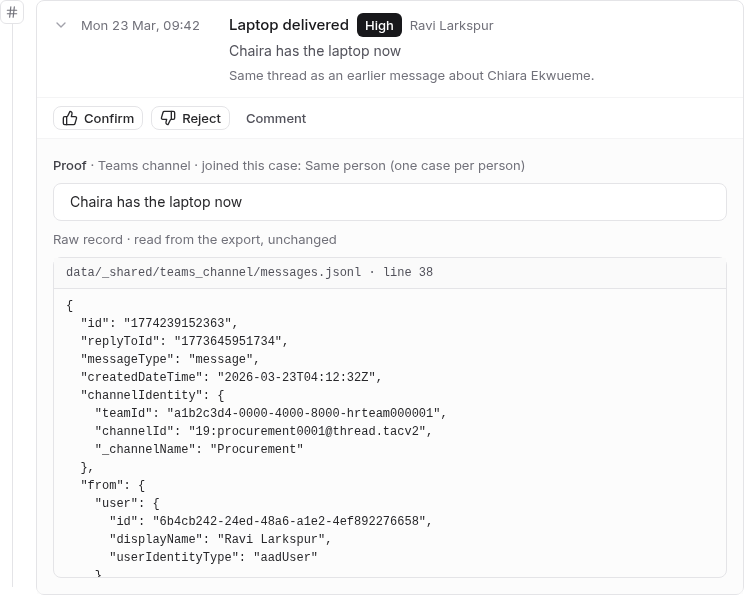 #
Mon 23 Mar, 09:42 Laptop delivered High Ravi Larkspur
Chaira has the laptop now
Same thread as an earlier message about Chiara Ekwueme.
Confirm Reject Comment
Proof · Teams channel · joined this case: Same person (one case per person)
Chaira has the laptop now
Raw record · read from the export, unchanged
data/_shared/teams_channel/messages.jsonl · line 38
{
"id": "1774239152363",
"replyToId": "1773645951734",
"messageType": "message",
"createdDateTime": "2026-03-23T04:12:32Z",
"channelIdentity": {
"teamId": "a1b2c3d4-0000-4000-8000-hrteam000001",
"channelId": "19:procurement0001@thread.tacv2",
"_channelName": "Procurement"
},
"from": {
"user": {
"id": "6b4cb242-24ed-48a6-a1e2-4ef892276658",
"displayName": "Ravi Larkspur",
"userIdentityType": "aadUser"
}